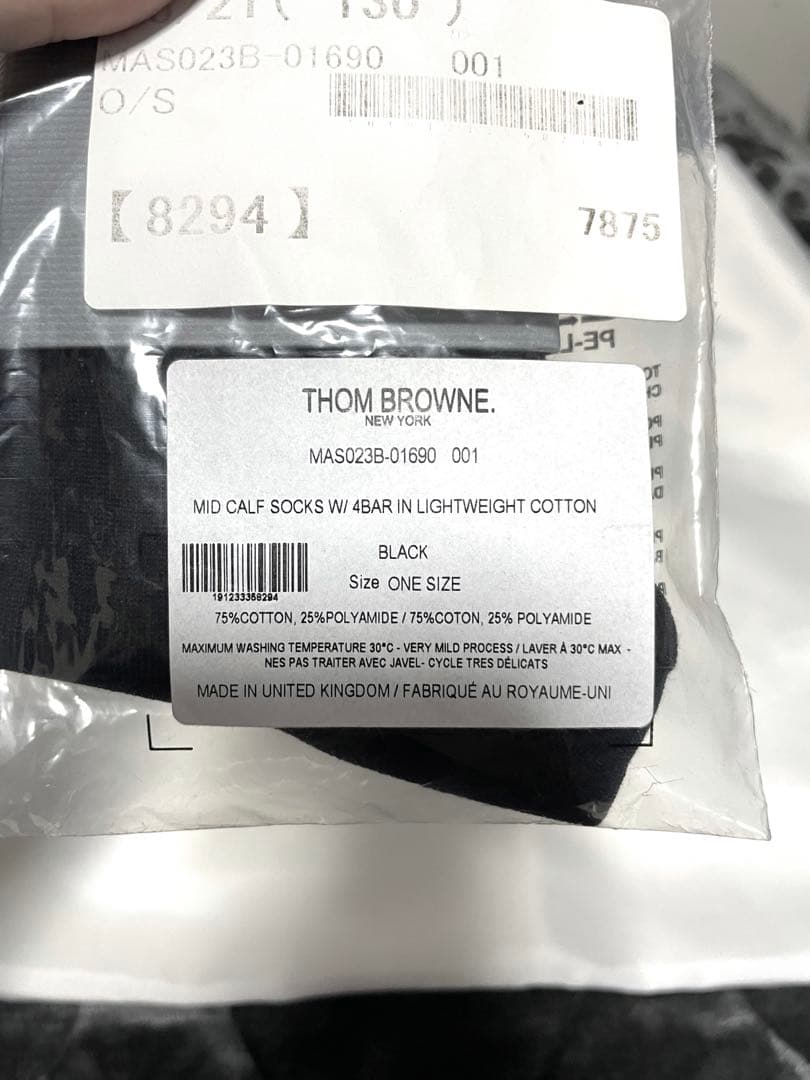 MAS023B-01690 001
O/S
【8294】 7875
PE-L
THOM BROWNE.
NEW YORK
MAS023B-01690 001
MID CALF SOCKS W/ 4BAR IN LIGHTWEIGHT COTTON
BLACK
Size ONE SIZE
191233358294
75%COTTON, 25%POLYAMIDE / 75%COTON, 25% POLYAMIDE
MAXIMUM WASHING TEMPERATURE 30°C - VERY MILD PROCESS / LAVER À 30°C MAX -
NES PAS TRAITER AVEC JAVEL- CYCLE TRES DÉLICATS
MADE IN UNITED KINGDOM / FABRIQUÉ AU ROYAUME-UNI